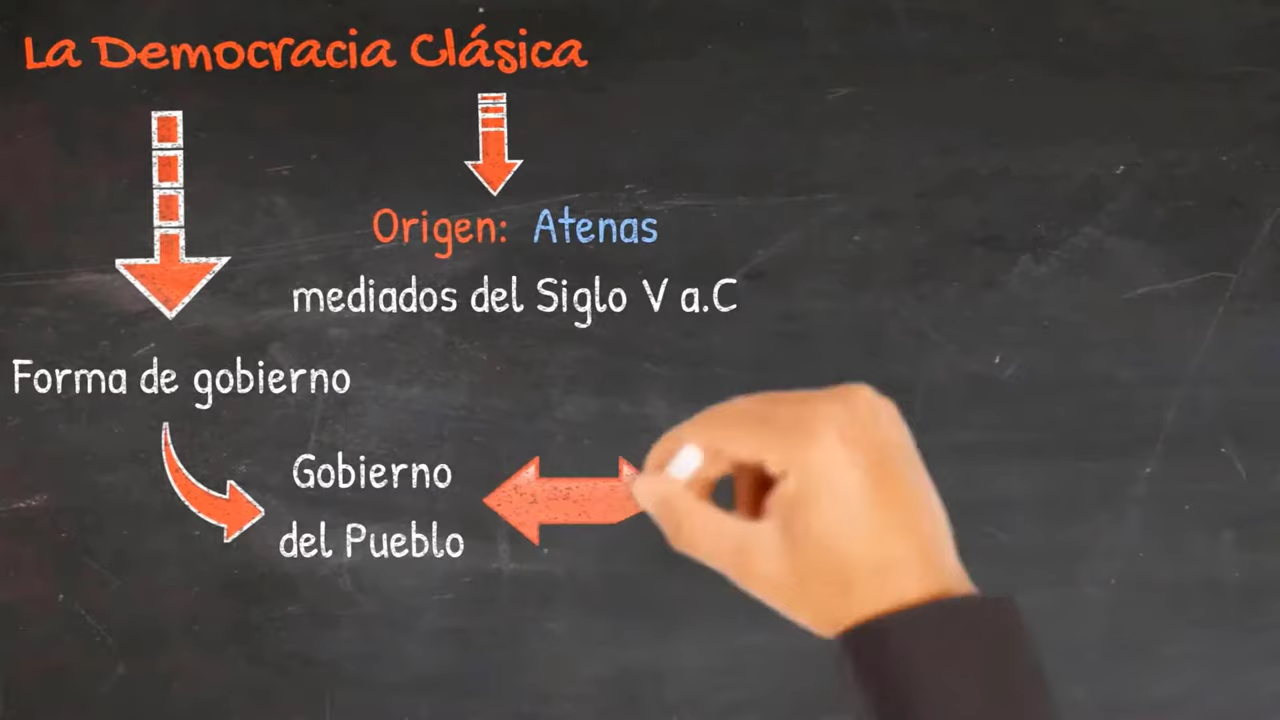 La Democracia Clásica
Origen: Atenas
mediados del Siglo V a.C
Forma de gobierno
Gobierno
del Pueblo